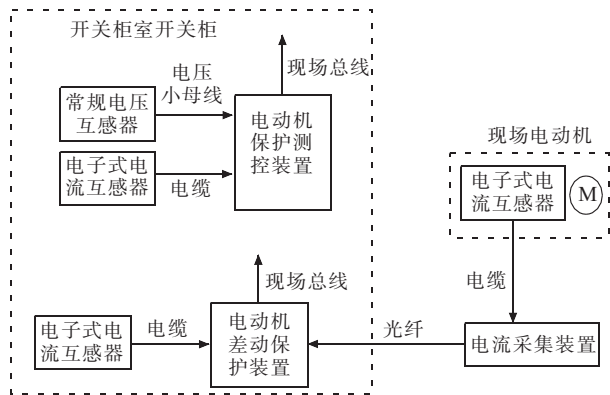 开关柜室开关柜
现场总线
电压
小母线
常规电压
互感器
电子式电
流互感器
电缆
电动机
保护测
控装置
现场电动机
电子式电
流互感器
M
电缆
现场总线
电子式电
流互感器
电缆
电动机
差动保
护装置
光纤
电流采集装置